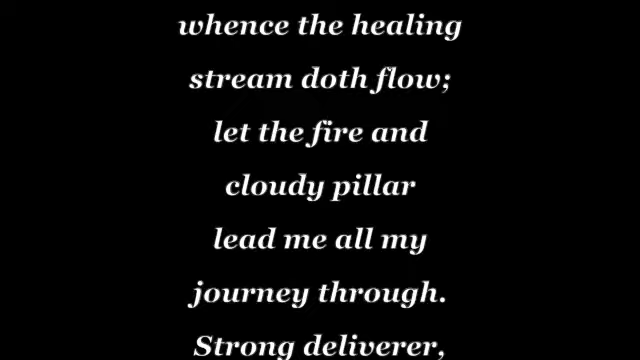 whence the healing
stream doth flow;
let the fire and
cloudy pillar
lead me all my
journey through.
Strong deliverer,